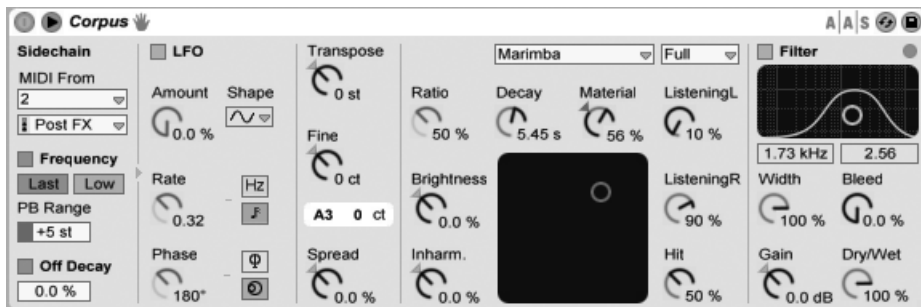 Corpus
A|A|S
Sidechain
MIDI From
2
Post FX
Frequency
Last Low
PB Range
+5 st
Off Decay
0.0 %
LFO
Amount
0.0 %
Shape
Rate
0.32
Hz
Phase
180°
Φ
Transpose
0 st
Fine
0 ct
A3 0 ct
Spread
0.0 %
Marimba
Full
Ratio
50 %
Decay
5.45 s
Material
56 %
ListeningL
10 %
Brightness
0.0 %
ListeningR
90 %
Inharm.
0.0 %
Hit
50 %
Filter
1.73 kHz 2.56
Width
100 %
Bleed
0.0 %
Gain
0.0 dB
Dry/Wet
100 %